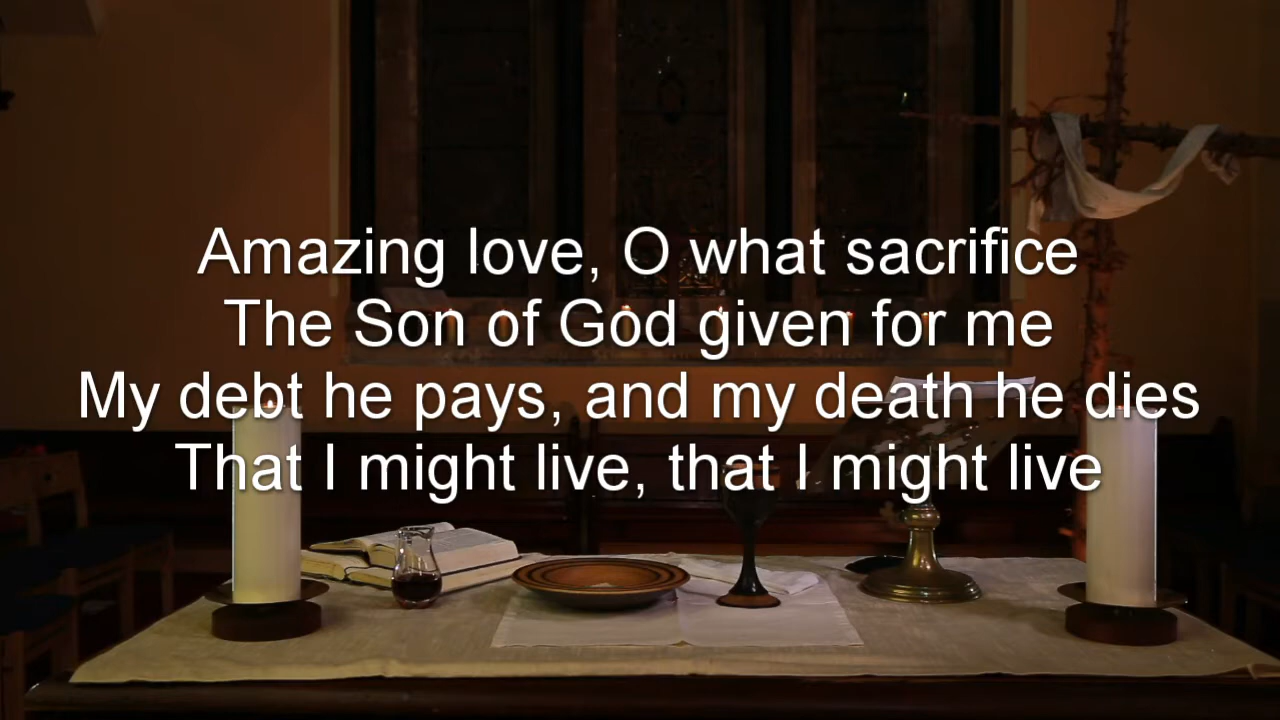 Amazing love, O what sacrifice
The Son of God given for me
My debt he pays, and my death he dies
That I might live, that I might live